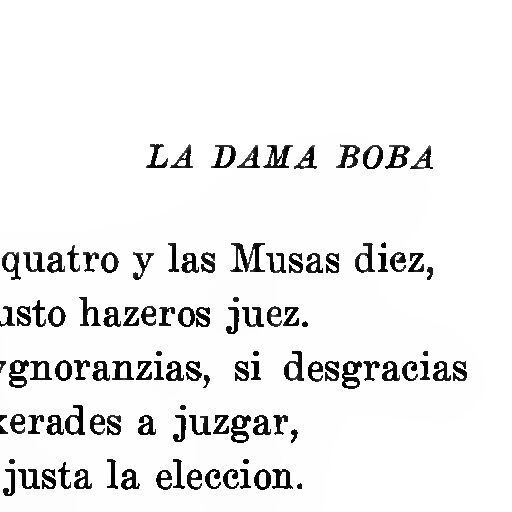 LA DAMA BOBA
quatro y las Musas diez,
usto hazeros juez.
ygnoranzias, si desgracias
xerades a juzgar,
justa la eleccion.